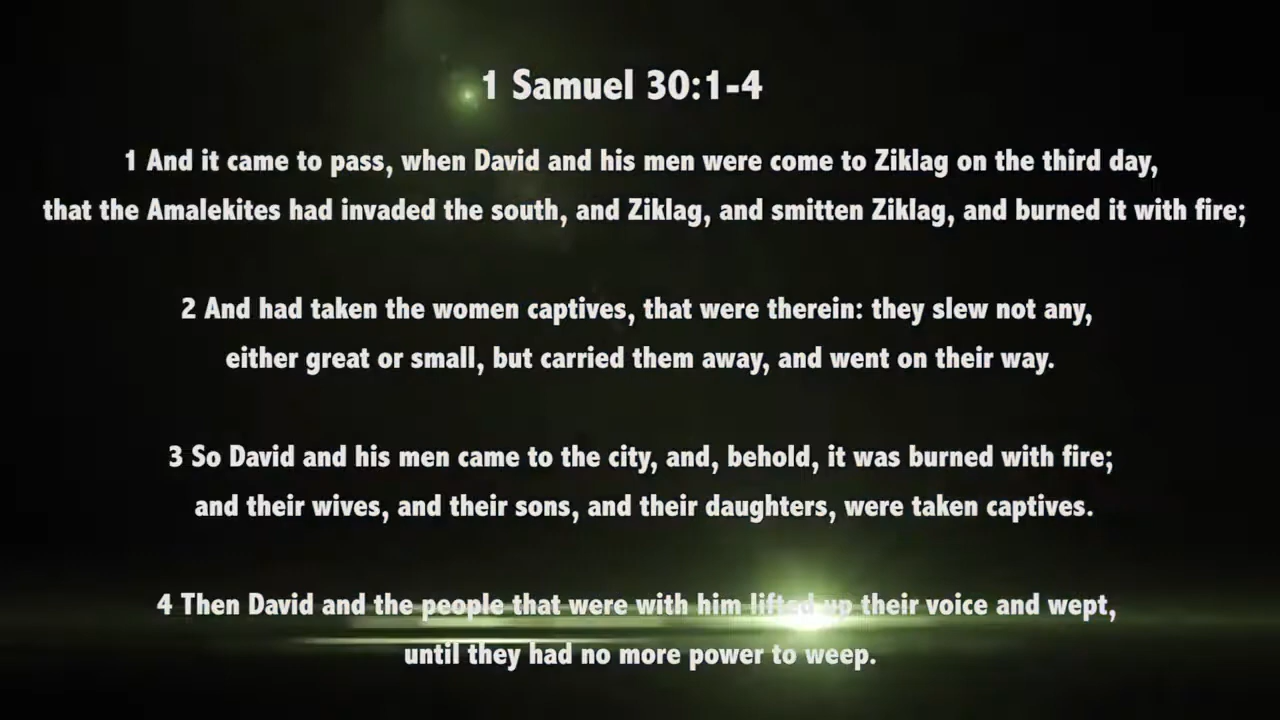 1 Samuel 30:1-4
1 And it came to pass, when David and his men were come to Ziklag on the third day,
that the Amalekites had invaded the south, and Ziklag, and smitten Ziklag, and burned it with fire;
2 And had taken the women captives, that were therein: they slew not any,
either great or small, but carried them away, and went on their way.
3 So David and his men came to the city, and, behold, it was burned with fire;
and their wives, and their sons, and their daughters, were taken captives.
4 Then David and the people that were with him lifted up their voice and wept,
until they had no more power to weep.